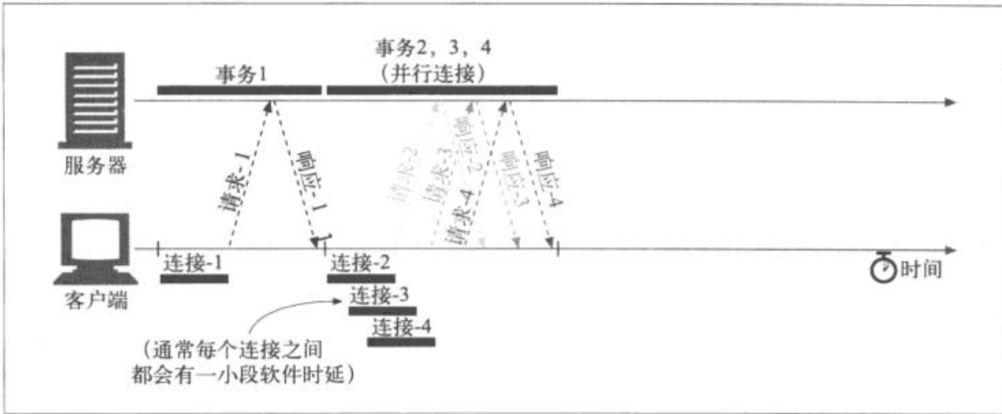 事务2,3,4
(并行连接)
事务1
服务器
请求-1
响应-1
请求-2
请求-3
响应-2
请求-4
响应-3
响应-4
连接-1
连接-2
时间
连接-3
客户端
连接-4
(通常每个连接之间
都会有一小段软件时延)